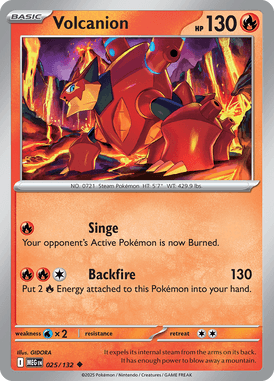 BASIC
Volcanion
HP 130
NO. 0721 Steam Pokémon HT: 5'7" WT: 429.9 lbs
Singe
Your opponent's Active Pokémon is now Burned.
Backfire 130
Put 2 Energy attached to this Pokémon into your hand.
weakness ×2 resistance retreat
Illus. GIDORA
I MEG EN 025/132
It expels its internal steam from the arms on its back.
It has enough power to blow away a mountain.
©2025 Pokémon / Nintendo / Creatures / GAME FREAK